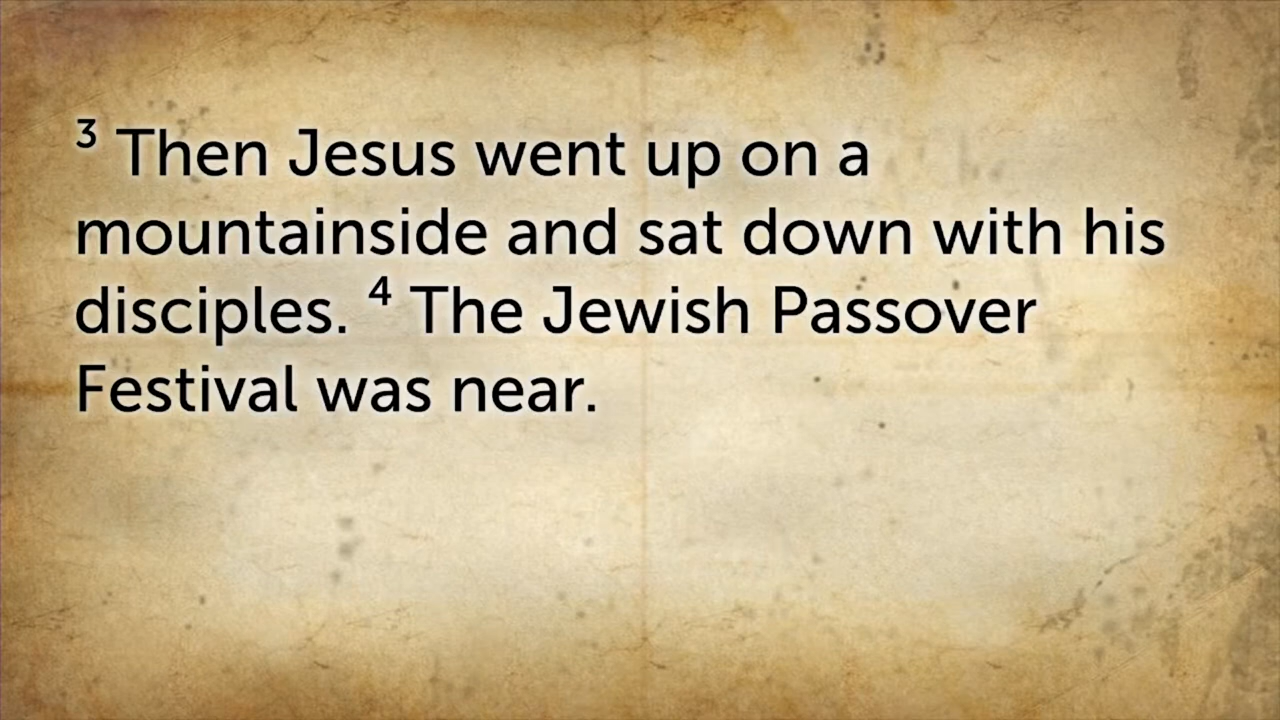 ³ Then Jesus went up on a
mountainside and sat down with his
disciples. ⁴ The Jewish Passover
Festival was near.